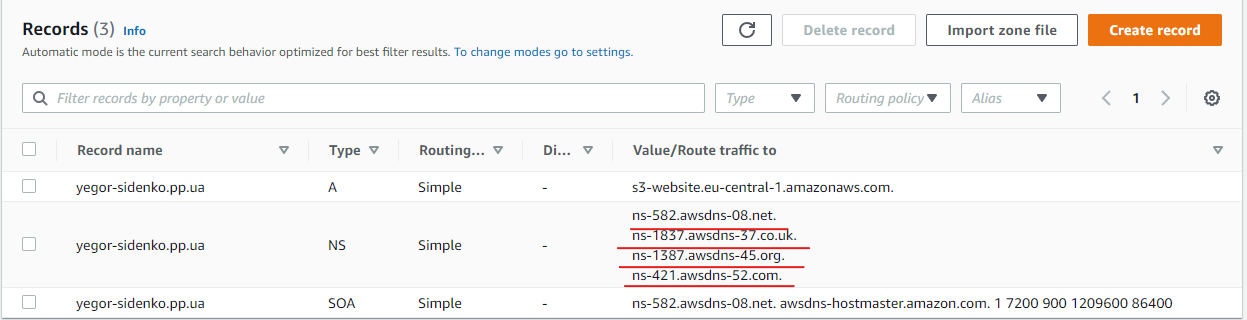 Records (3) Info
Delete record
Import zone file
Create record
Automatic mode is the current search behavior optimized for best filter results. To change modes go to settings.
Filter records by property or value
Type
Routing policy
Alias
1
Record name Type Routing... Di... Value/Route traffic to
yegor-sidenko.pp.ua A Simple - s3-website.eu-central-1.amazonaws.com.
ns-582.awsdns-08.net.
ns-1837.awsdns-37.co.uk.
yegor-sidenko.pp.ua NS Simple -
ns-1387.awsdns-45.org.
ns-421.awsdns-52.com.
yegor-sidenko.pp.ua SOA Simple - ns-582.awsdns-08.net. awsdns-hostmaster.amazon.com. 1 7200 900 1209600 86400